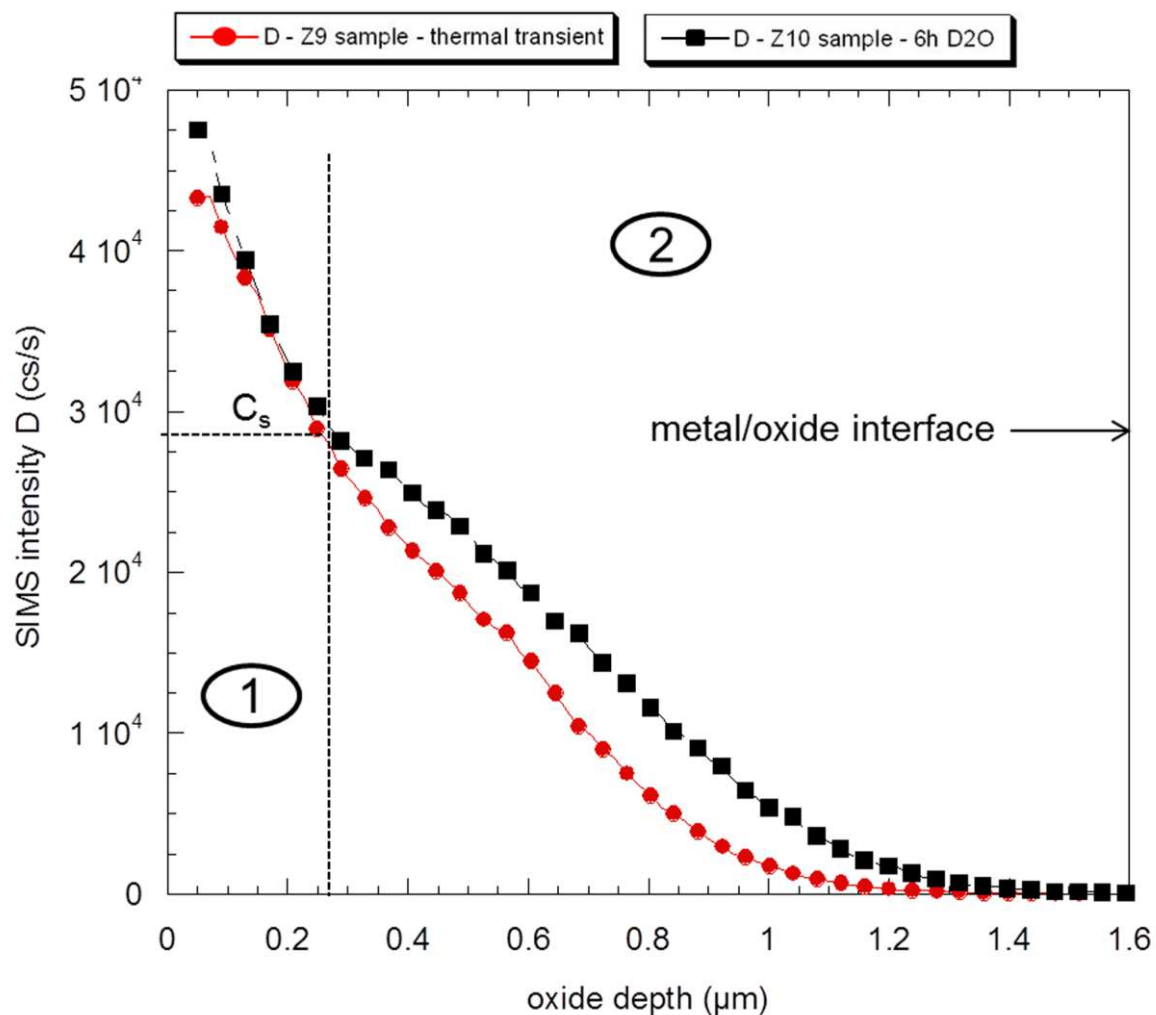 D - Z9 sample - thermal transient
D - Z10 sample - 6h D2O
SIMS intensity D (cs/s)
5 10⁴
4 10⁴
3 10⁴
2 10⁴
1 10⁴
0
2
Cₛ
metal/oxide interface
1
0 0.2 0.4 0.6 0.8 1 1.2 1.4 1.6
oxide depth (µm)